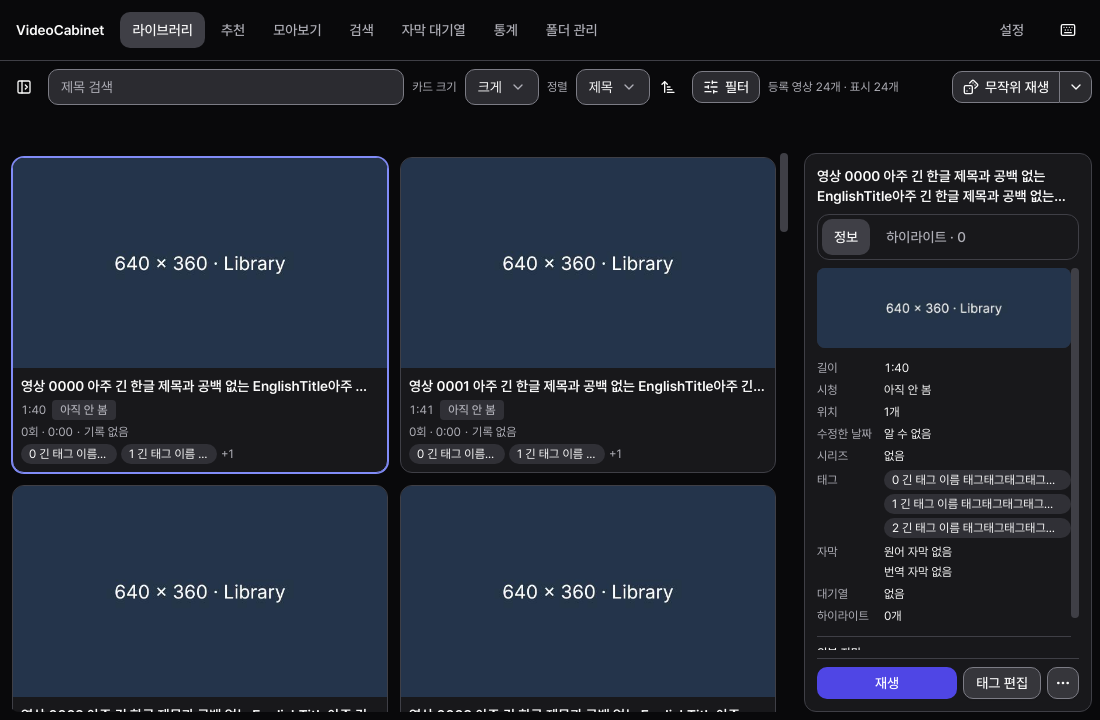 VideoCabinet 라이브러리 추천 모아보기 검색 자막 대기열 통계 폴더 관리 설정
제목 검색 카드 크기 크게 정렬 제목 필터 등록 영상 24개 · 표시 24개 무작위 재생
640 × 360 · Library
영상 0000 아주 긴 한글 제목과 공백 없는 EnglishTitle아주 ...
1:40 아직 안 봄
0회 · 0:00 · 기록 없음
0 긴 태그 이름... 1 긴 태그 이름 ... +1
640 × 360 · Library
영상 0001 아주 긴 한글 제목과 공백 없는 EnglishTitle아주 긴...
1:41 아직 안 봄
0회 · 0:00 · 기록 없음
0 긴 태그 이름... 1 긴 태그 이름 ... +1
640 × 360 · Library
640 × 360 · Library
영상 0000 아주 긴 한글 제목과 공백 없는
EnglishTitle아주 긴 한글 제목과 공백 없는...
정보 하이라이트 · 0
640 × 360 · Library
길이 1:40
시청 아직 안 봄
위치 1개
수정한 날짜 알 수 없음
시리즈 없음
태그 0 긴 태그 이름 태그태그태그태그...
1 긴 태그 이름 태그태그태그태그...
2 긴 태그 이름 태그태그태그태그...
자막 원어 자막 없음
번역 자막 없음
대기열 없음
하이라이트 0개
재생 태그 편집 ...